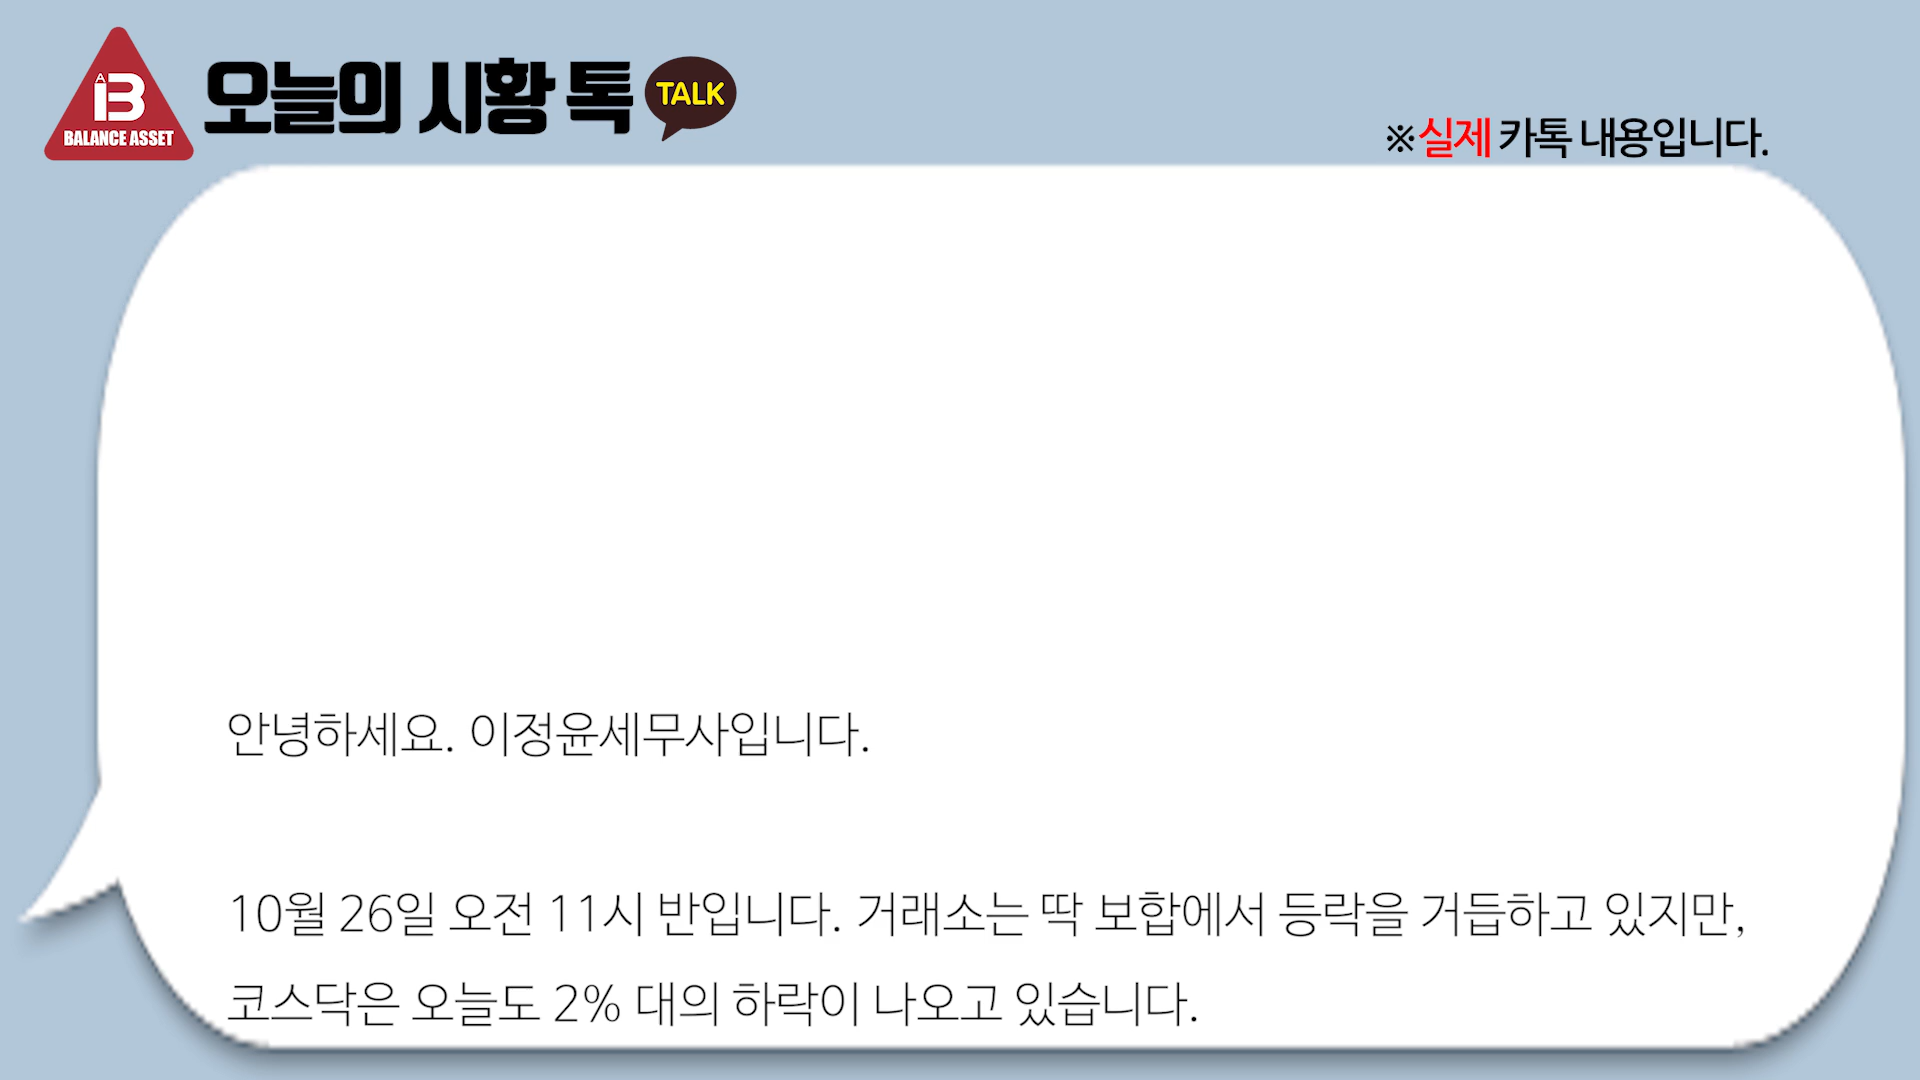 AB
BALANCE ASSET
오늘의 시황 톡 TALK
※실제 카톡 내용입니다.
안녕하세요. 이정윤세무사입니다.
10월 26일 오전 11시 반입니다. 거래소는 딱 보합에서 등락을 거듭하고 있지만,
코스닥은 오늘도 2% 대의 하락이 나오고 있습니다.